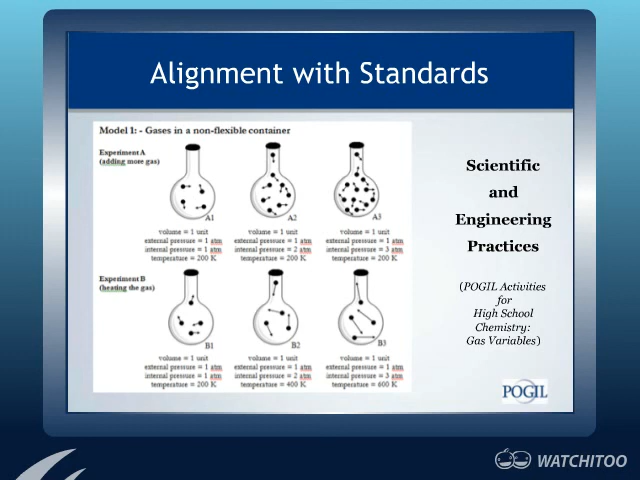 Alignment with Standards
Model 1: - Gases in a non-flexible container
Experiment A
(adding more gas)
A1
A2
A3
volume = 1 unit
external pressure = 1 atm
internal pressure = 1 atm
temperature = 200 K
volume = 1 unit
external pressure = 1 atm
internal pressure = 2 atm
temperature = 200 K
volume = 1 unit
external pressure = 1 atm
internal pressure = 3 atm
temperature = 200 K
Experiment B
(heating the gas)
B1
B2
B3
volume = 1 unit
external pressure = 1 atm
internal pressure = 1 atm
temperature = 200 K
volume = 1 unit
external pressure = 1 atm
internal pressure = 2 atm
temperature = 400 K
volume = 1 unit
external pressure = 1 atm
internal pressure = 3 atm
temperature = 600 K
Scientific
and
Engineering
Practices
(POGIL Activities
for
High School
Chemistry:
Gas Variables)
POGIL
WATCHITOO